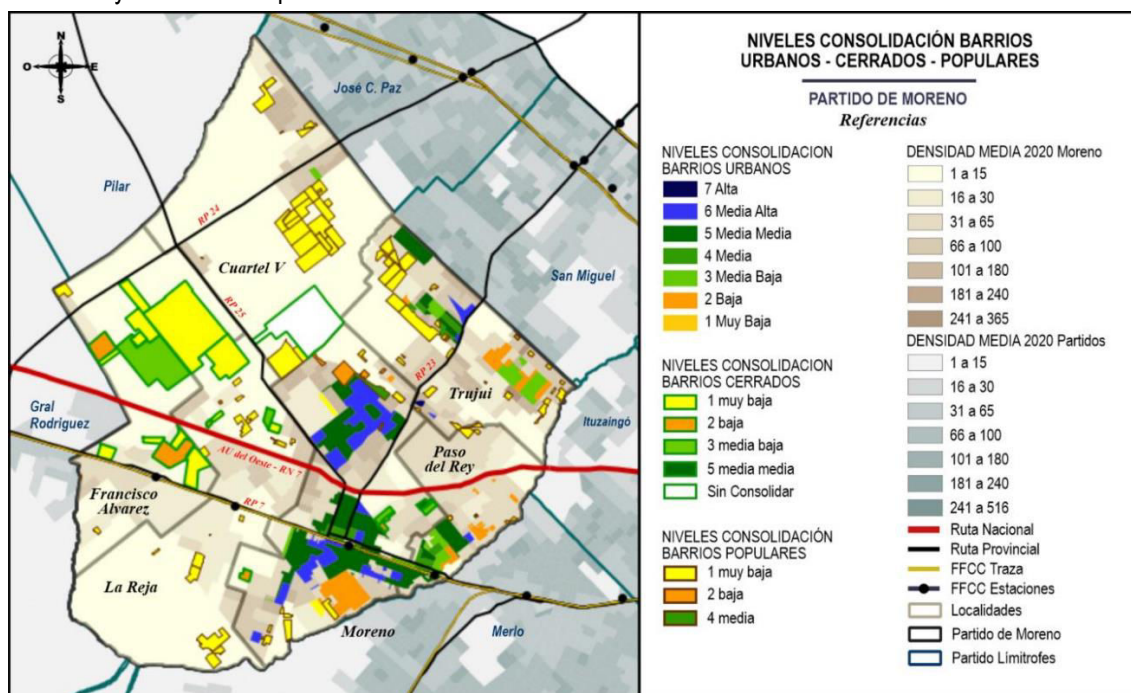 N
O
E
S
José C. Paz
Pilar
RP 24
Cuartel V
RP 25
San Miguel
RP 23
Trujui
Gral
Rodriguez
Ituzaingó
AU del Oeste - RN 7
Paso
del Rey
Francisco
Alvarez
RP 7
La Reja
Moreno
Merlo
NIVELES CONSOLIDACIÓN BARRIOS
URBANOS - CERRADOS - POPULARES
PARTIDO DE MORENO
Referencias
NIVELES CONSOLIDACION
BARRIOS URBANOS
7 Alta
6 Media Alta
5 Media Media
4 Media
3 Media Baja
2 Baja
1 Muy Baja
NIVELES CONSOLIDACION
BARRIOS CERRADOS
1 muy baja
2 baja
3 media baja
5 media media
Sin Consolidar
NIVELES CONSOLIDACIÓN
BARRIOS POPULARES
1 muy baja
2 baja
4 media
DENSIDAD MEDIA 2020 Moreno
1 a 15
16 a 30
31 a 65
66 a 100
101 a 180
181 a 240
241 a 365
DENSIDAD MEDIA 2020 Partidos
1 a 15
16 a 30
31 a 65
66 a 100
101 a 180
181 a 240
241 a 516
Ruta Nacional
Ruta Provincial
FFCC Traza
FFCC Estaciones
Localidades
Partido de Moreno
Partido Limítrofes